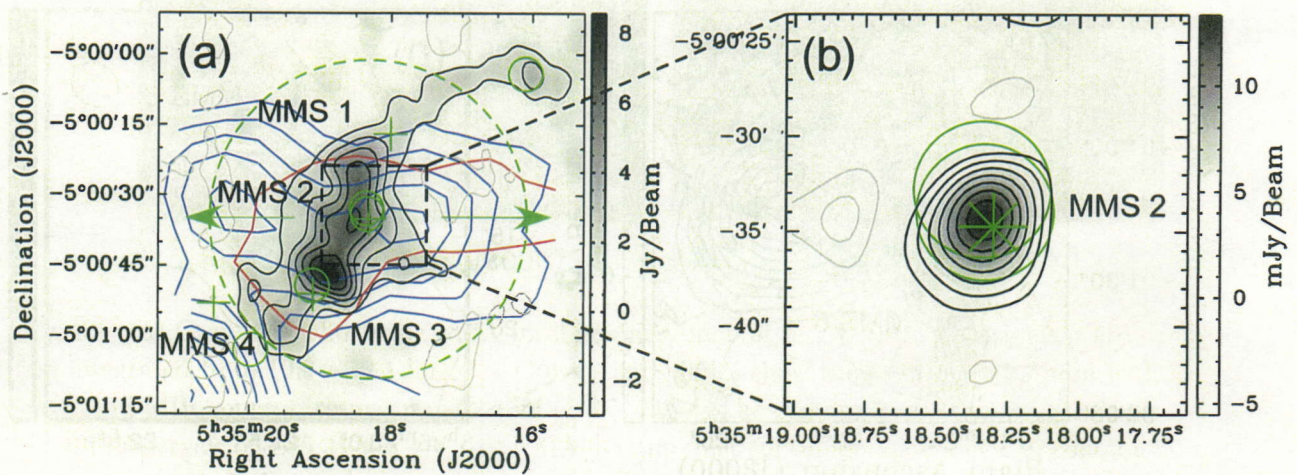 (a)
MMS 1
MMS 2
MMS 3
MMS 4
-5°00′00″
-5°00′15″
-5°00′30″
-5°00′45″
-5°01′00″
-5°01′15″
Declination (J2000)
5ʰ35ᵐ20ˢ 18ˢ 16ˢ
Right Ascension (J2000)
8
6
4
2
0
-2
Jy/Beam
(b)
MMS 2
-5°00′25″
-30′
-35′
-40″
5ʰ35ᵐ19.00ˢ 18.75ˢ 18.50ˢ 18.25ˢ 18.00ˢ 17.75ˢ
10
5
0
-5
mJy/Beam